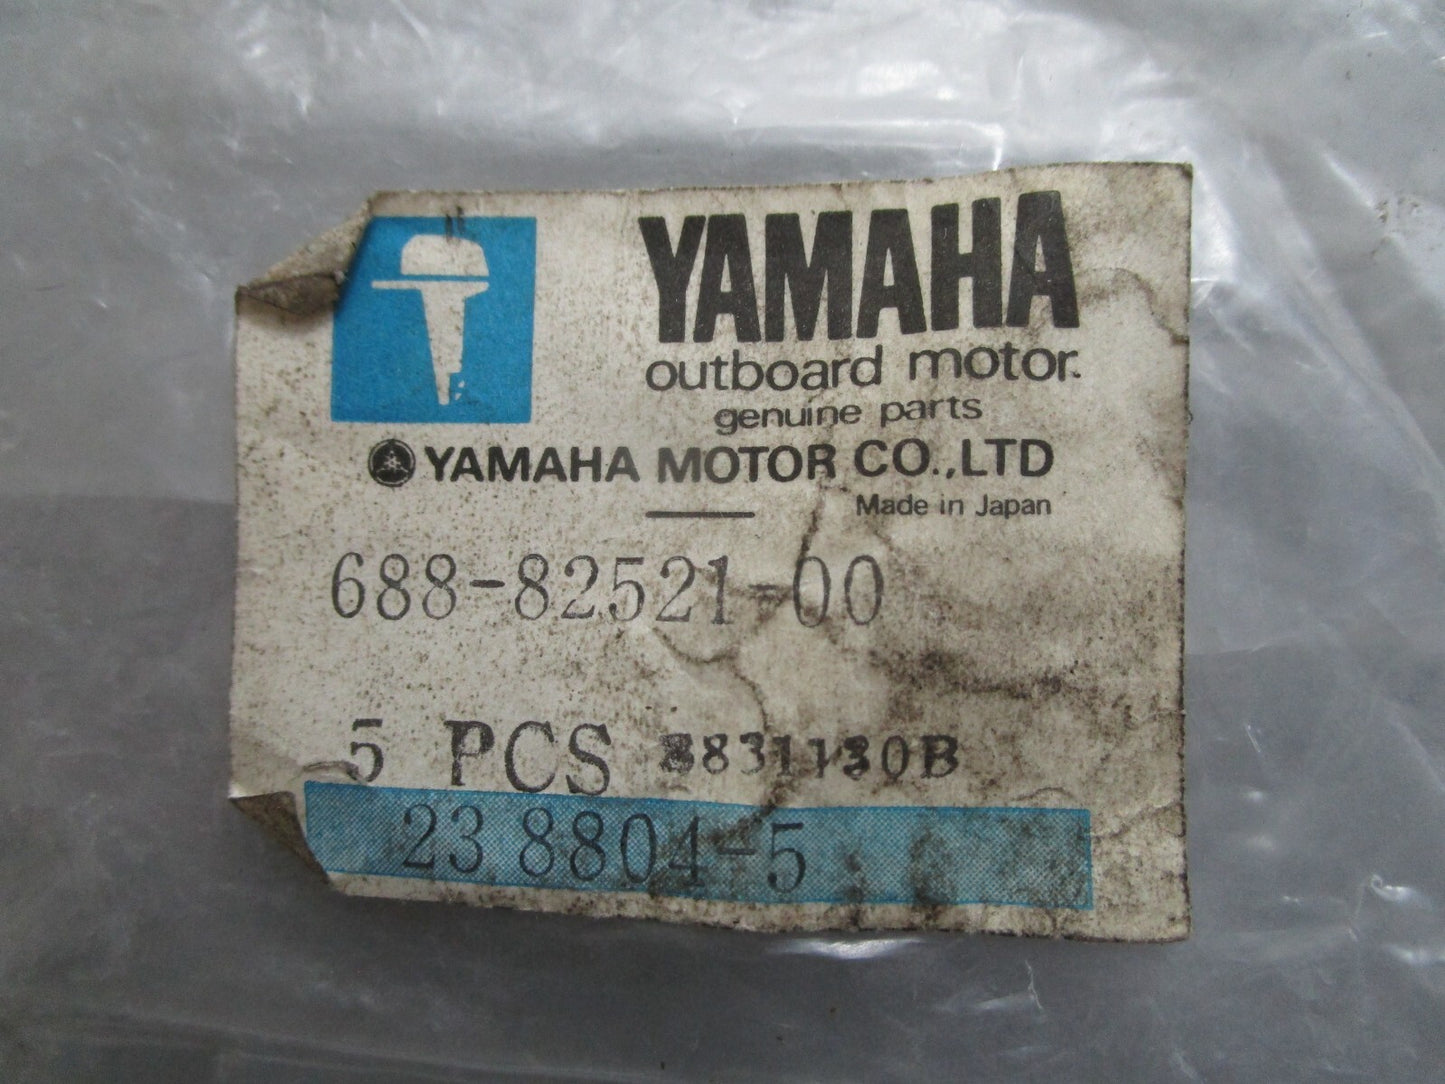 YAMAHA
outboard motor.
genuine parts
YAMAHA MOTOR CO.,LTD
Made in Japan
688-82521-00
5 PCS
23 8804-5